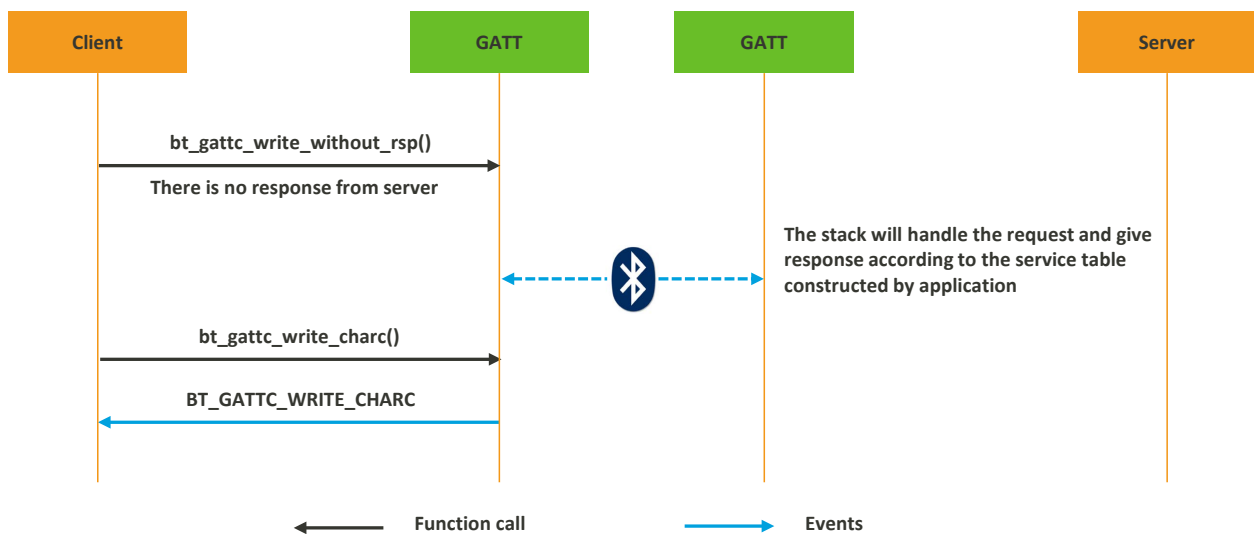 Client
GATT
GATT
Server
bt_gattc_write_without_rsp()
There is no response from server
The stack will handle the request and give
response according to the service table
constructed by application
bt_gattc_write_charc()
BT_GATTC_WRITE_CHARC
Function call
Events